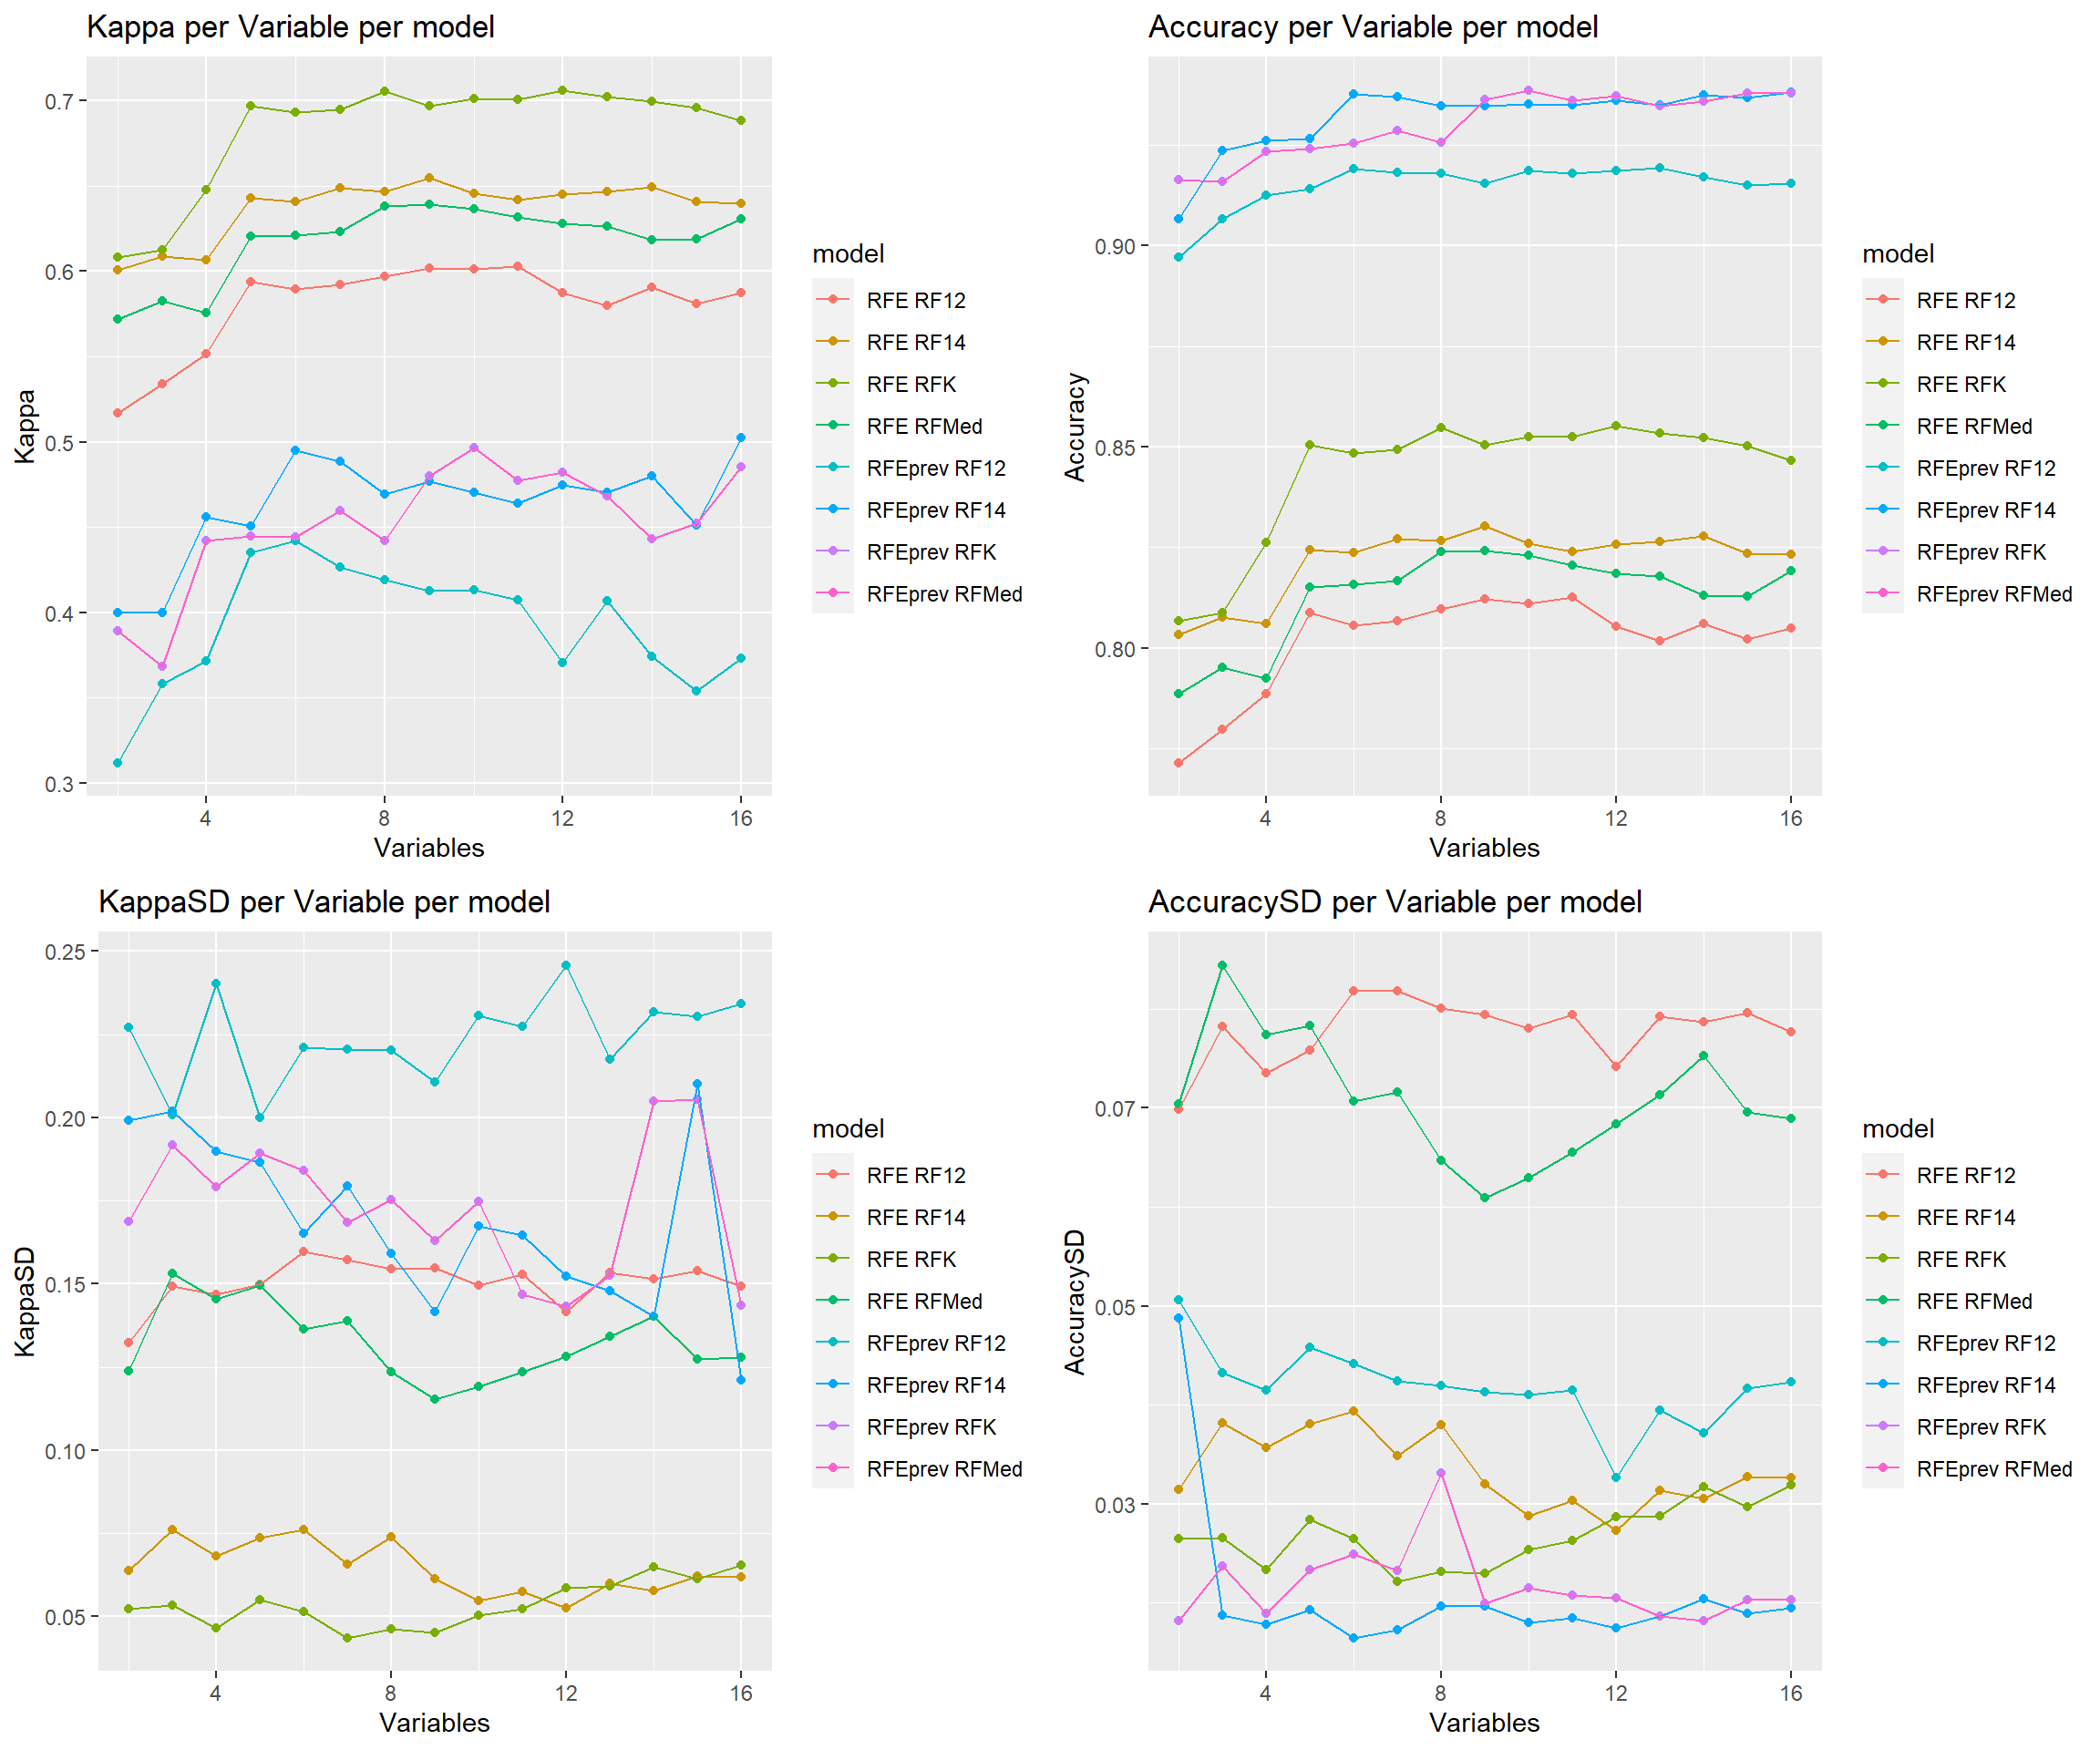 Kappa per Variable per model
Kappa
0.7
0.6
0.5
0.4
0.3
4 8 12 16
Variables
model
RFE RF12
RFE RF14
RFE RFK
RFE RFMed
RFEprev RF12
RFEprev RF14
RFEprev RFK
RFEprev RFMed
Accuracy per Variable per model
Accuracy
0.90
0.85
0.80
4 8 12 16
Variables
model
RFE RF12
RFE RF14
RFE RFK
RFE RFMed
RFEprev RF12
RFEprev RF14
RFEprev RFK
RFEprev RFMed
KappaSD per Variable per model
KappaSD
0.25
0.20
0.15
0.10
0.05
4 8 12 16
Variables
model
RFE RF12
RFE RF14
RFE RFK
RFE RFMed
RFEprev RF12
RFEprev RF14
RFEprev RFK
RFEprev RFMed
AccuracySD per Variable per model
AccuracySD
0.07
0.05
0.03
4 8 12 16
Variables
model
RFE RF12
RFE RF14
RFE RFK
RFE RFMed
RFEprev RF12
RFEprev RF14
RFEprev RFK
RFEprev RFMed